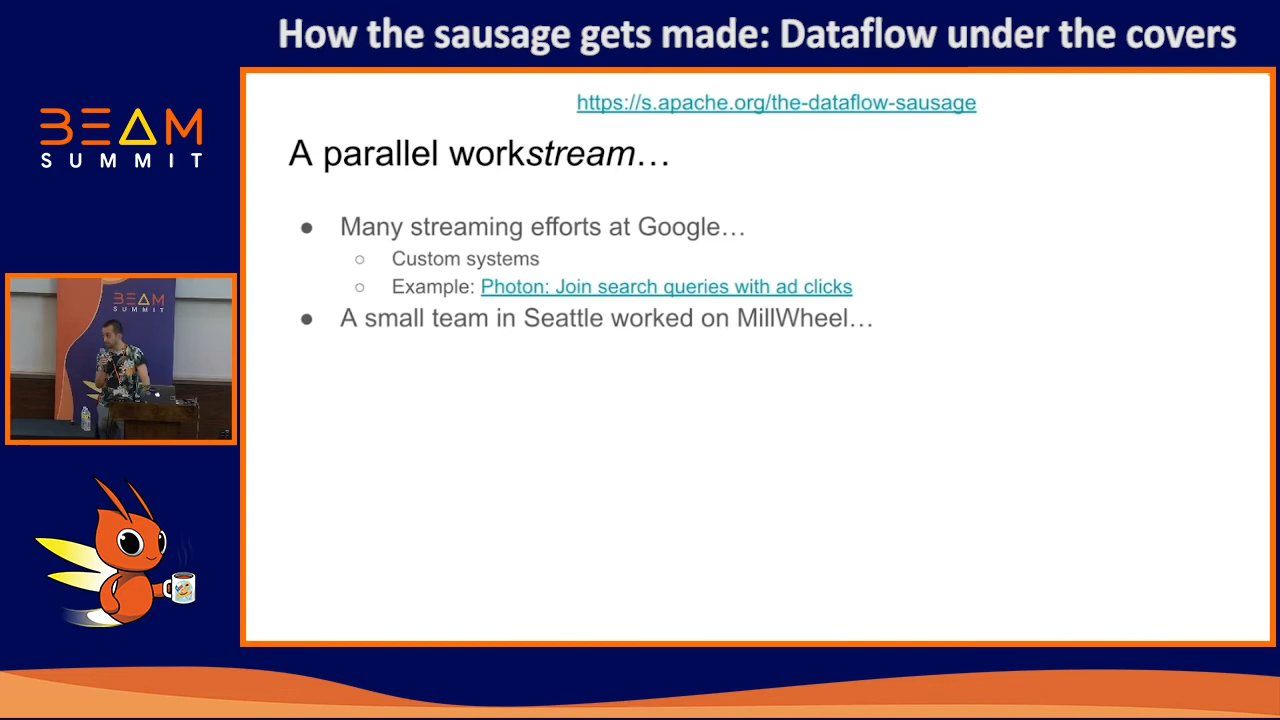 How the sausage gets made: Dataflow under the covers
BEAM
SUMMIT
https://s.apache.org/the-dataflow-sausage
A parallel workstream…
● Many streaming efforts at Google…
○ Custom systems
○ Example: Photon: Join search queries with ad clicks
● A small team in Seattle worked on MillWheel…
BEAM
SUMMIT